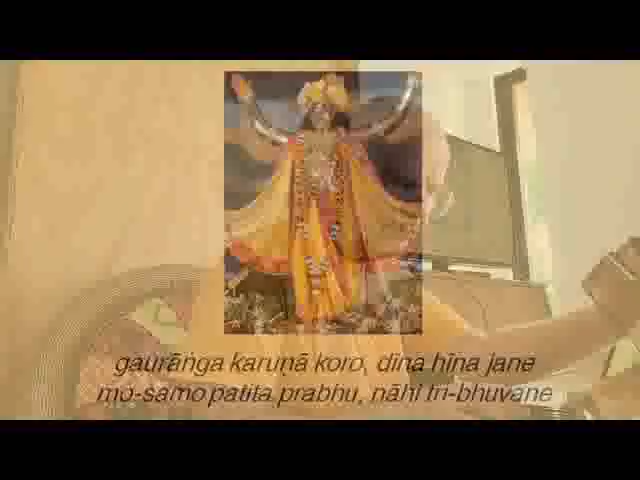 gaurāṅga karuṇā koro, dīna hīna jane
mo-samo patita prabhu, nāhi tri-bhuvane